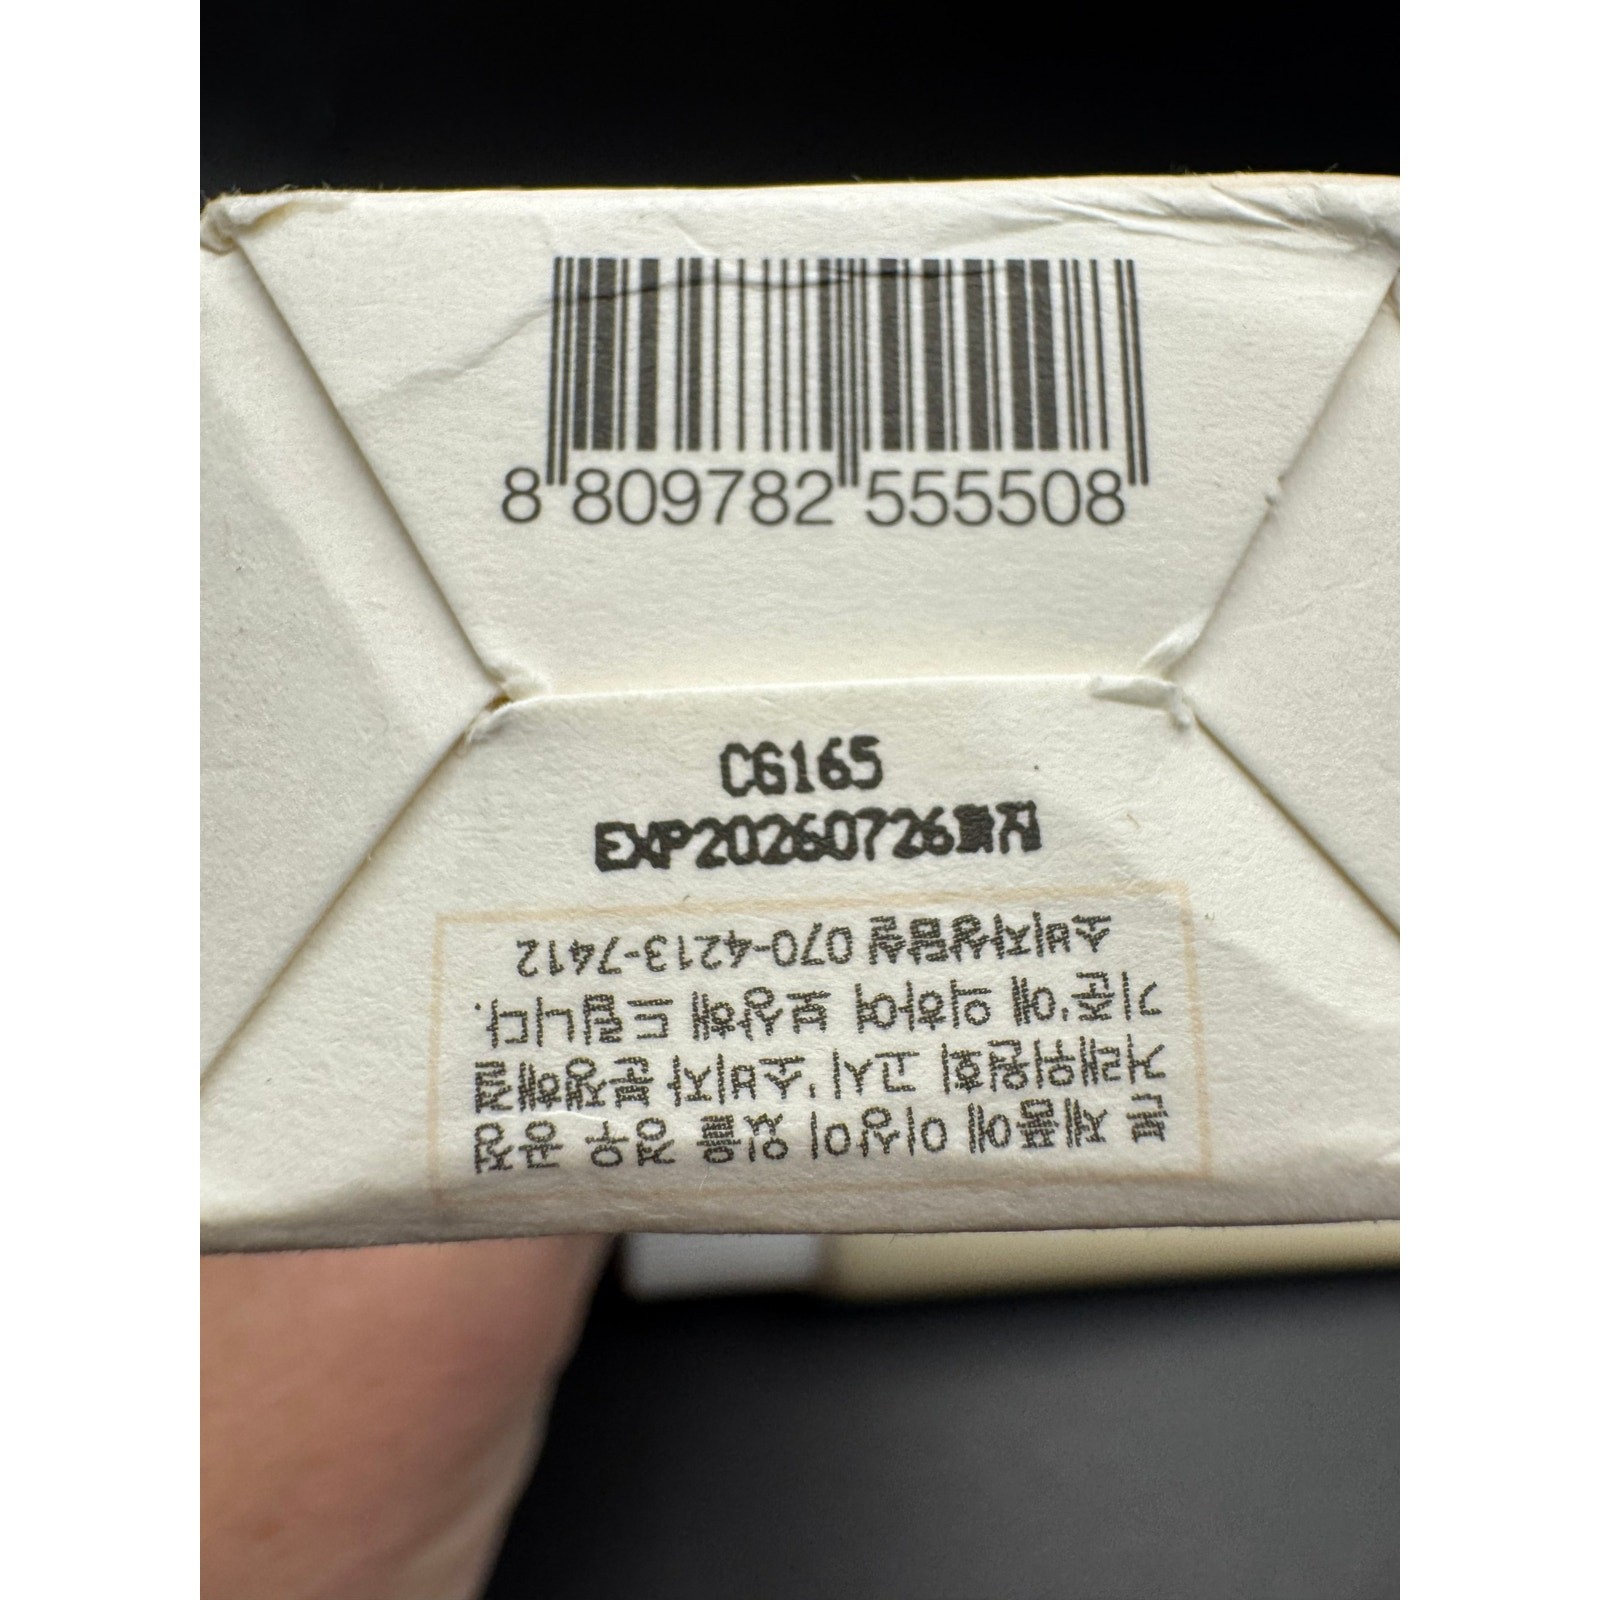 8 809782 555508
CG165
EXP20260726까지
본 제품에 이상이 있을 경우 공정
거래위원회 고시 '소비자 분쟁해결
기준'에 의하여 보상해 드립니다.
소비자상담실 070-4213-7412